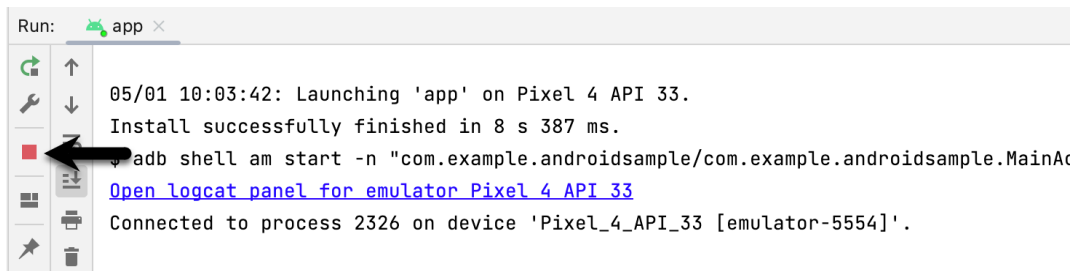 Run: app
05/01 10:03:42: Launching 'app' on Pixel 4 API 33.
Install successfully finished in 8 s 387 ms.
$ adb shell am start -n "com.example.androidsample/com.example.androidsample.MainAc
Open logcat panel for emulator Pixel 4 API 33
Connected to process 2326 on device 'Pixel_4_API_33 [emulator-5554]'.